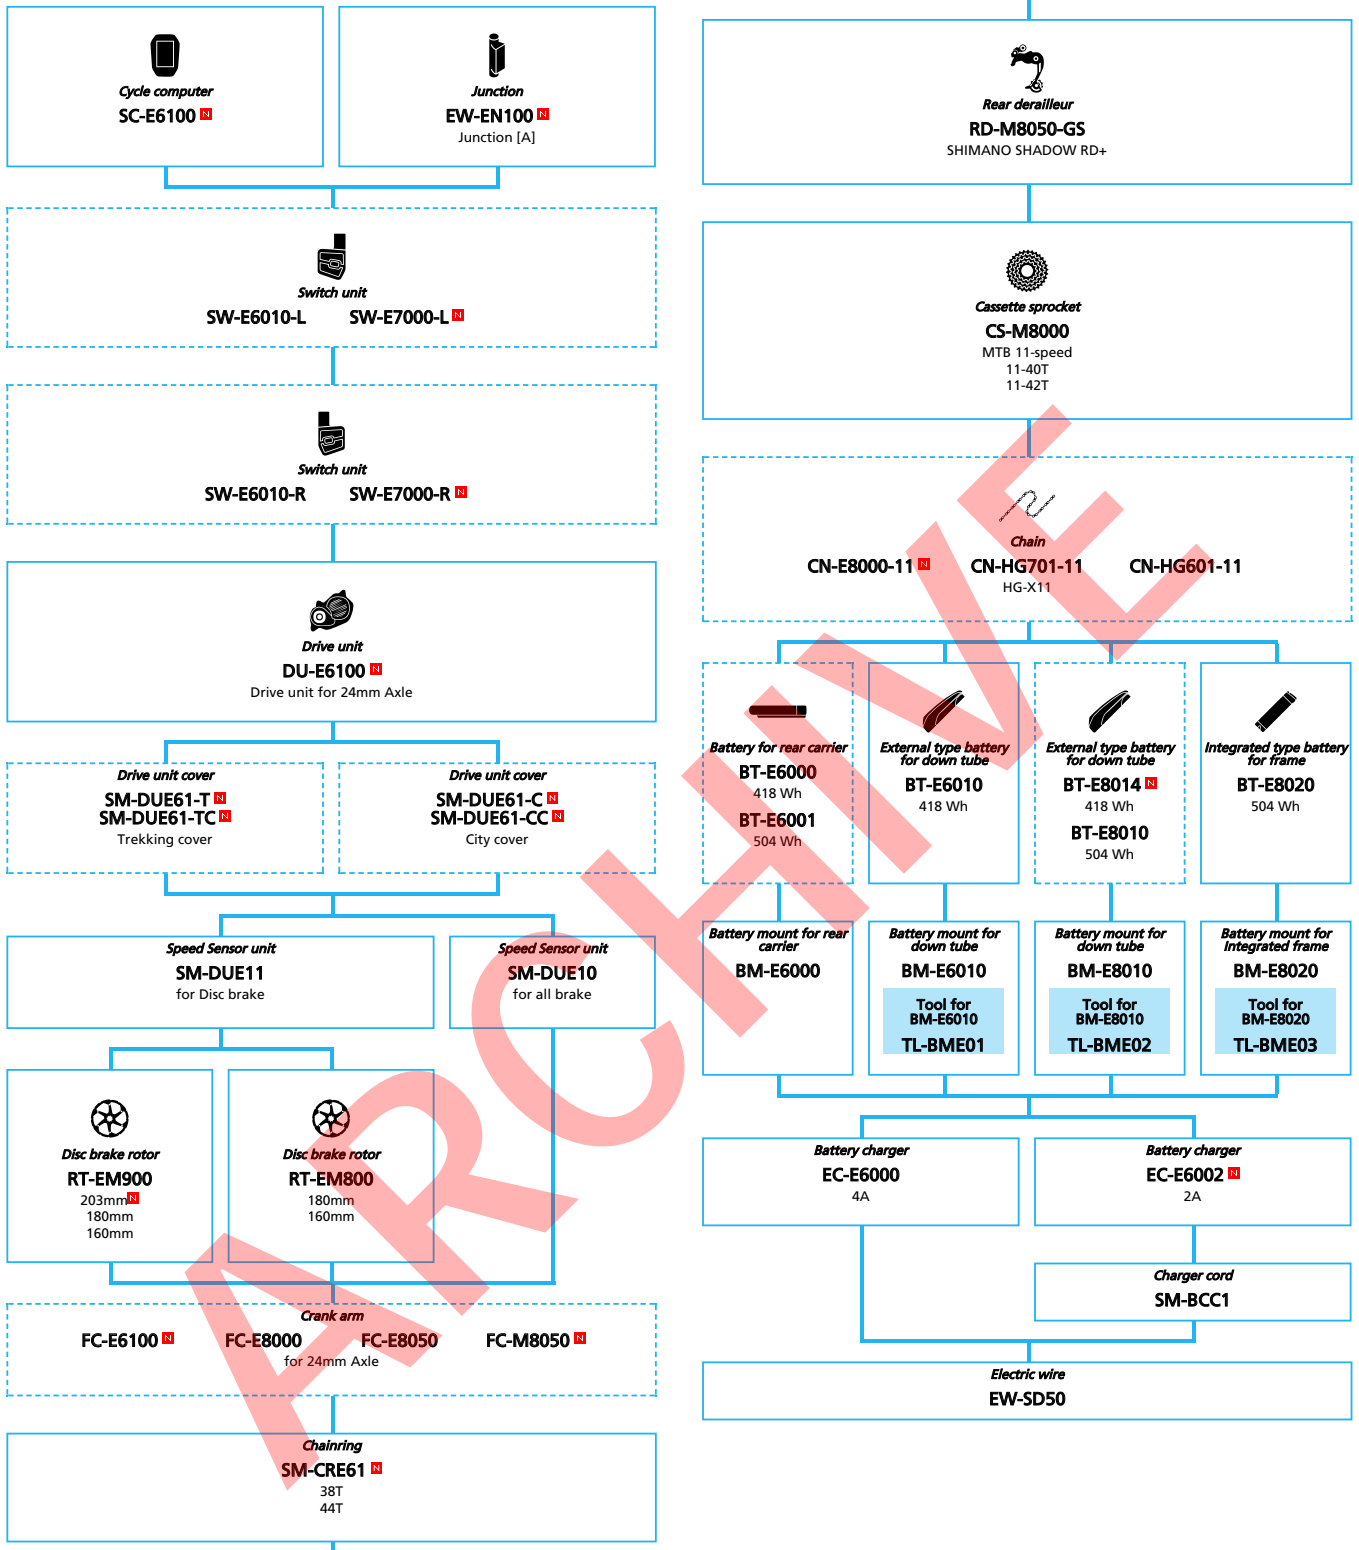 Cycle computer
SC-E6100 N
Junction
EW-EN100 N
Junction [A]
Switch unit
SW-E6010-L SW-E7000-L N
Switch unit
SW-E6010-R SW-E7000-R N
Drive unit
DU-E6100 N
Drive unit for 24mm Axle
Drive unit cover
SM-DUE61-T N
SM-DUE61-TC N
Trekking cover
Drive unit cover
SM-DUE61-C N
SM-DUE61-CC N
City cover
Speed Sensor unit
SM-DUE11
for Disc brake
Speed Sensor unit
SM-DUE10
for all brake
Disc brake rotor
RT-EM900
203mm N
180mm
160mm
Disc brake rotor
RT-EM800
180mm
160mm
Crank arm
FC-E6100 N FC-E8000 FC-E8050 FC-M8050 N
for 24mm Axle
Chainring
SM-CRE61 N
38T
44T
Rear derailleur
RD-M8050-GS
SHIMANO SHADOW RD+
Cassette sprocket
CS-M8000
MTB 11-speed
11-40T
11-42T
Chain
CN-E8000-11 N CN-HG701-11 CN-HG601-11
HG-X11
Battery for rear carrier
BT-E6000
418 Wh
BT-E6001
504 Wh
External type battery
for down tube
BT-E6010
418 Wh
External type battery
for down tube
BT-E8014 N
418 Wh
BT-E8010
504 Wh
Integrated type battery
for frame
BT-E8020
504 Wh
Battery mount for rear
carrier
BM-E6000
Battery mount for
down tube
BM-E6010
Tool for
BM-E6010
TL-BME01
Battery mount for
down tube
BM-E8010
Tool for
BM-E8010
TL-BME02
Battery mount for
Integrated frame
BM-E8020
Tool for
BM-E8020
TL-BME03
Battery charger
EC-E6000
4A
Battery charger
EC-E6002 N
2A
Charger cord
SM-BCC1
Electric wire
EW-SD50
ARCHIVE